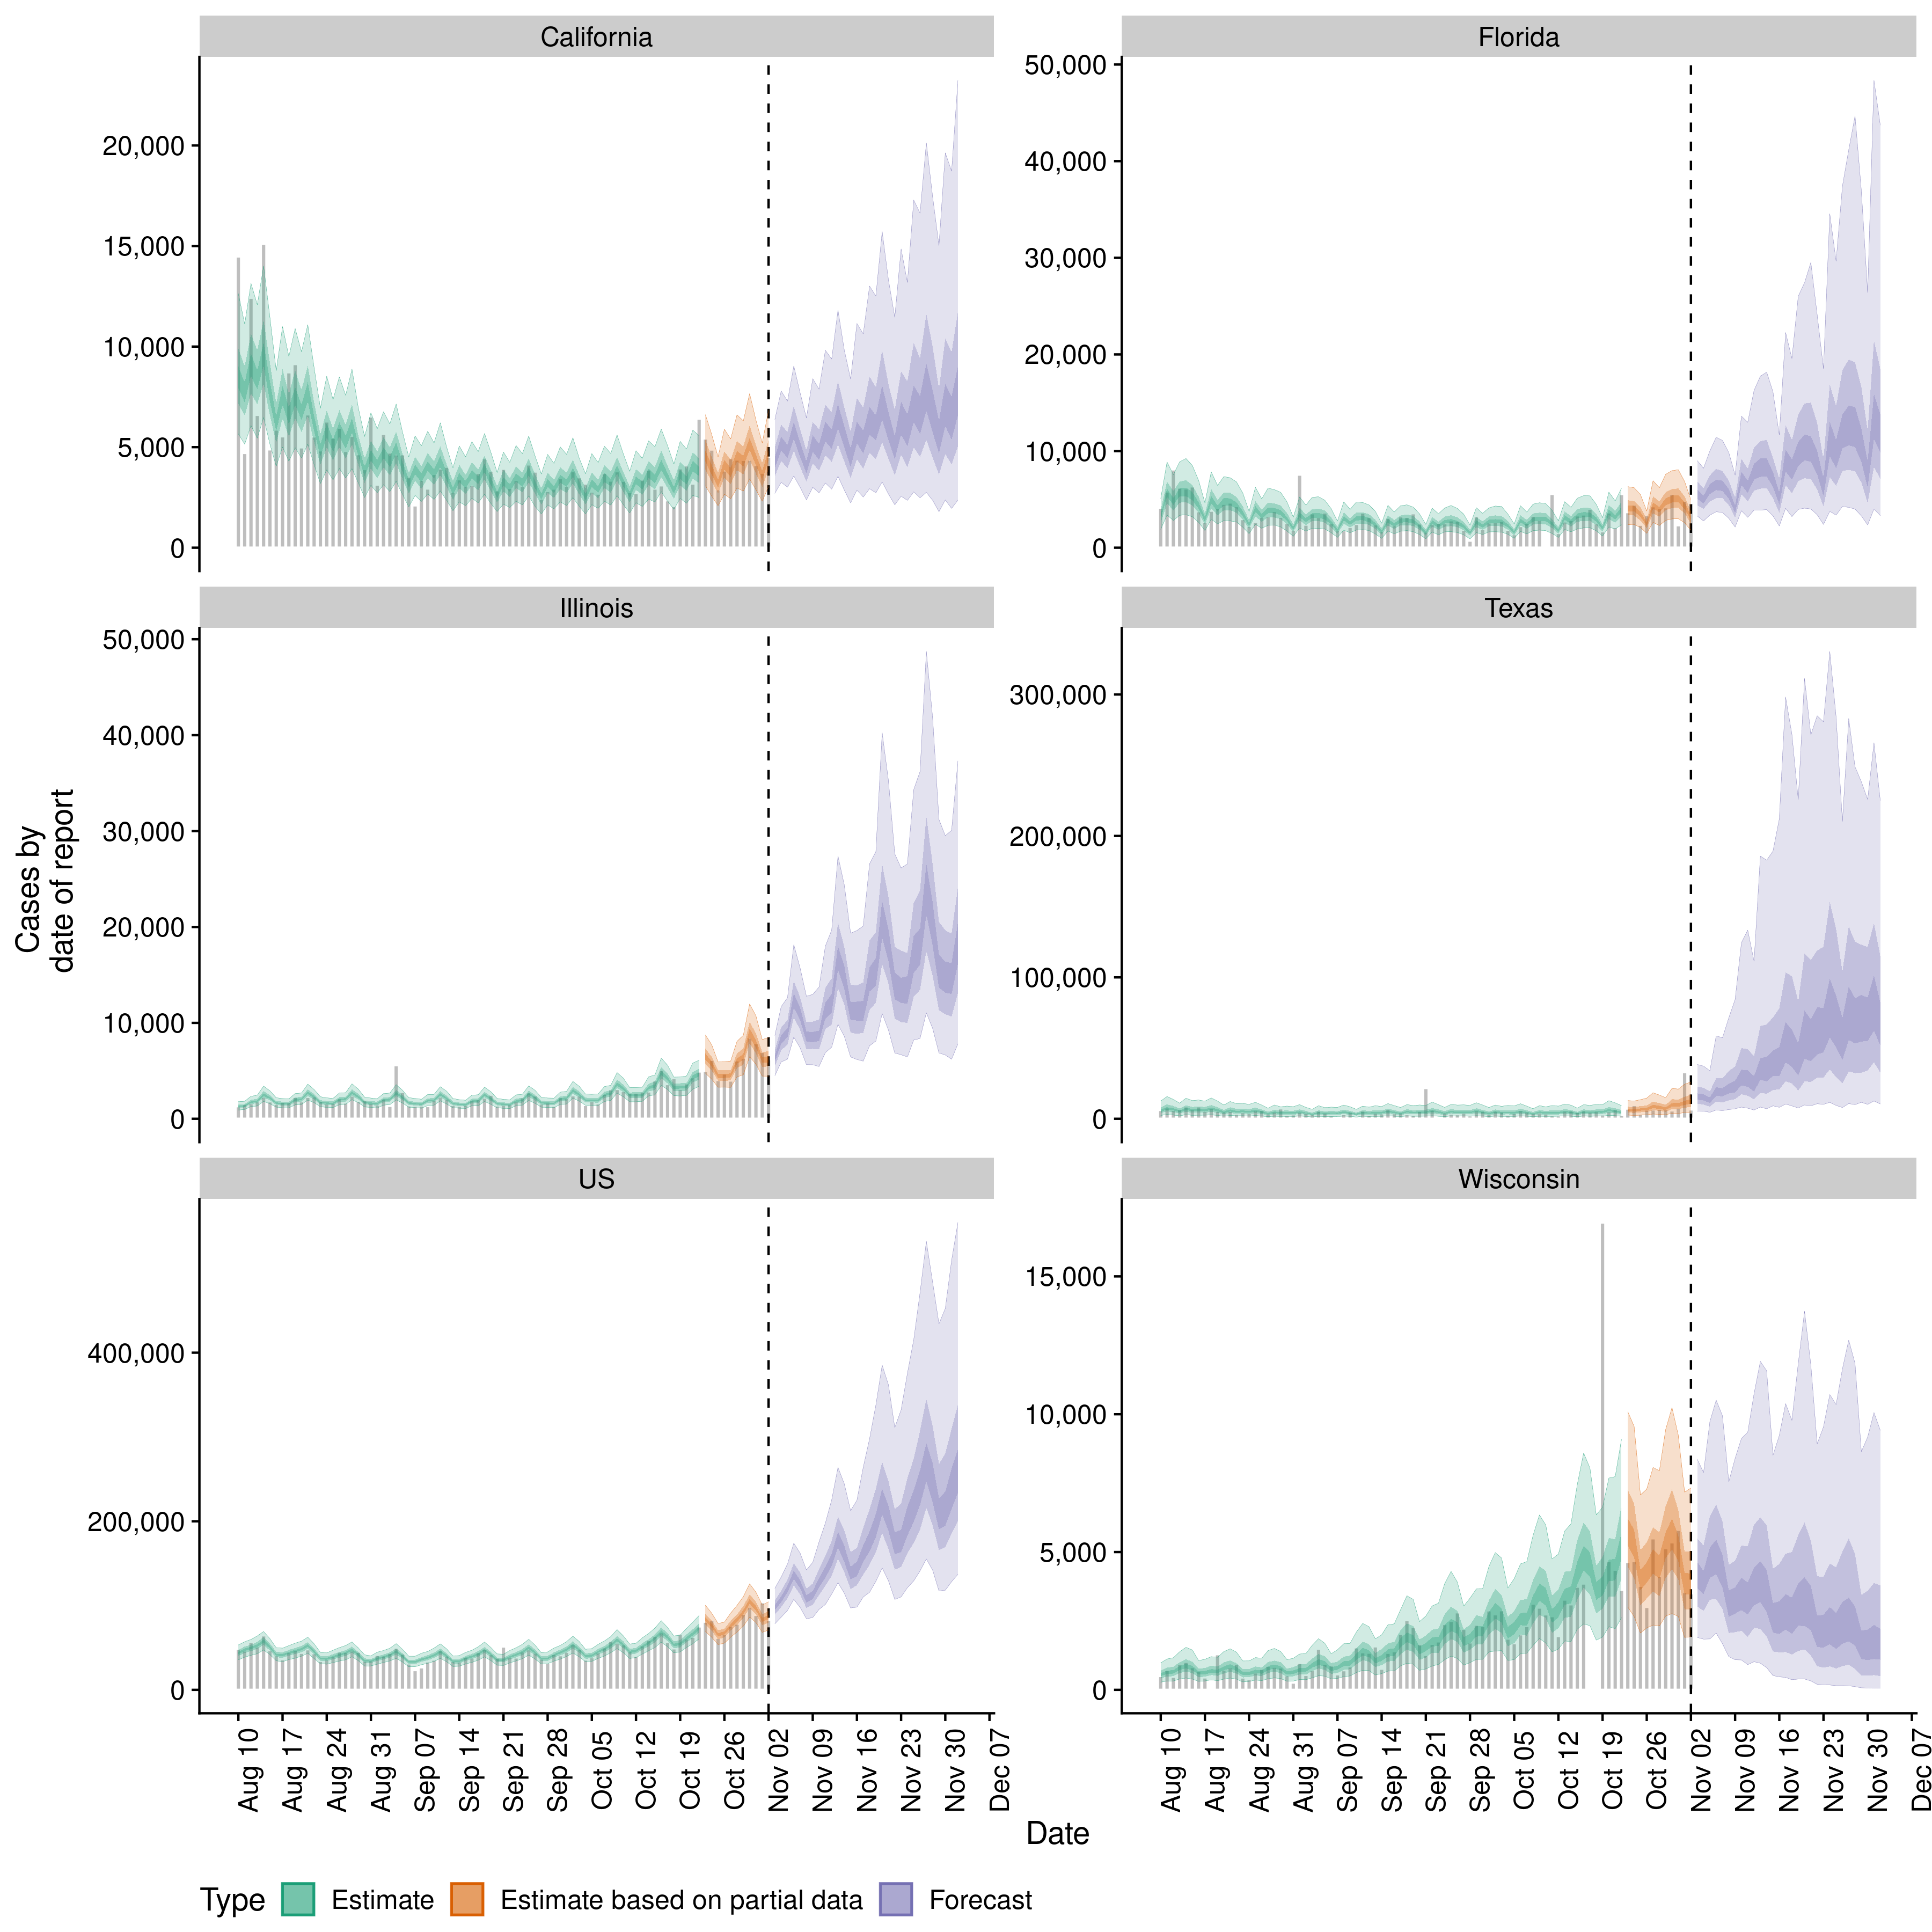 California
Florida
20,000
15,000
10,000
5,000
0
50,000
40,000
30,000
20,000
10,000
0
Illinois
Texas
50,000
40,000
30,000
20,000
10,000
0
300,000
200,000
100,000
0
US
Wisconsin
400,000
200,000
0
15,000
10,000
5,000
0
Cases by
date of report
Aug 10
Aug 17
Aug 24
Aug 31
Sep 07
Sep 14
Sep 21
Sep 28
Oct 05
Oct 12
Oct 19
Oct 26
Nov 02
Nov 09
Nov 16
Nov 23
Nov 30
Dec 07
Aug 10
Aug 17
Aug 24
Aug 31
Sep 07
Sep 14
Sep 21
Sep 28
Oct 05
Oct 12
Oct 19
Oct 26
Nov 02
Nov 09
Nov 16
Nov 23
Nov 30
Dec 07
Date
Type Estimate Estimate based on partial data Forecast